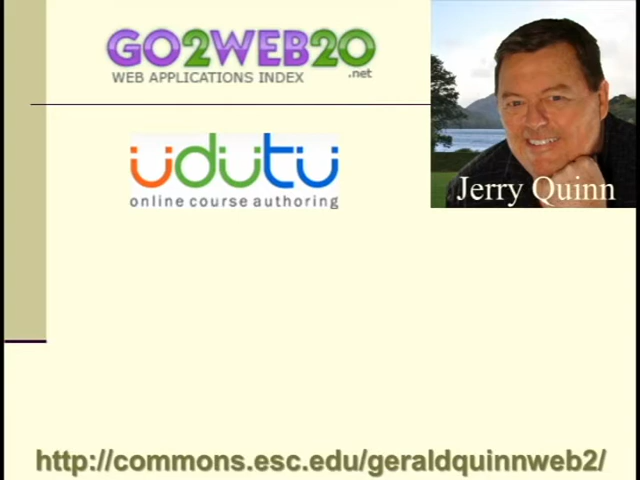 GO2WEB20
WEB APPLICATIONS INDEX
.net
udutu
online course authoring
Jerry Quinn
http://commons.esc.edu/geraldquinnweb2/